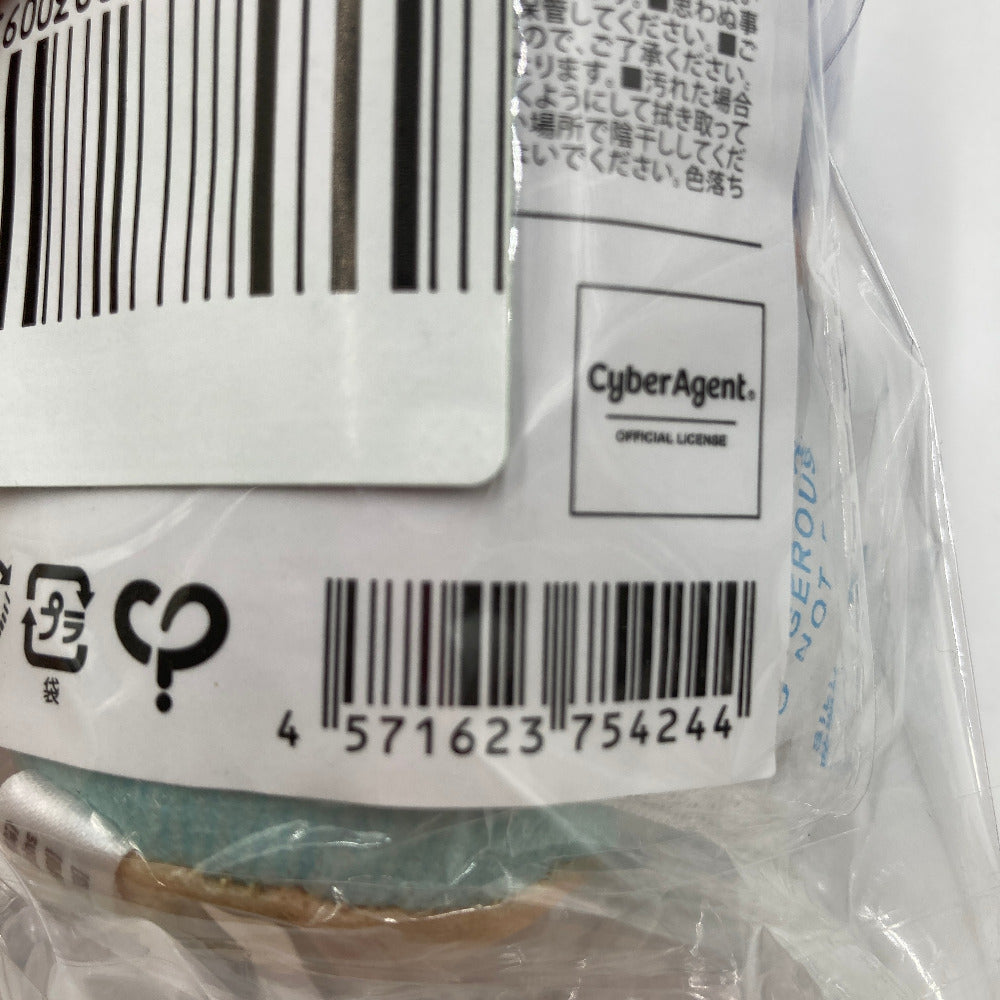 ■思わぬ事
保管してください。■ご
ので、ご了承ください。
ります。■汚れた場合
くようにして拭き取って
場所で陰干ししてくだ
いでください。色落ち
CyberAgent®
OFFICIAL LICENSE
プラ
袋
4 571623 754244
GEROUS
NOT